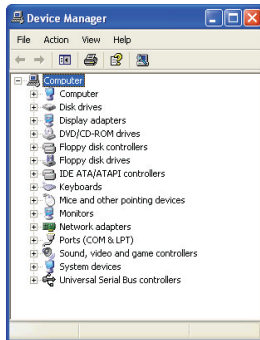 Device Manager
File Action View Help
Computer
Computer
Disk drives
Display adapters
DVD/CD-ROM drives
Floppy disk controllers
Floppy disk drives
IDE ATA/ATAPI controllers
Keyboards
Mice and other pointing devices
Monitors
Network adapters
Ports (COM & LPT)
Sound, video and game controllers
System devices
Universal Serial Bus controllers